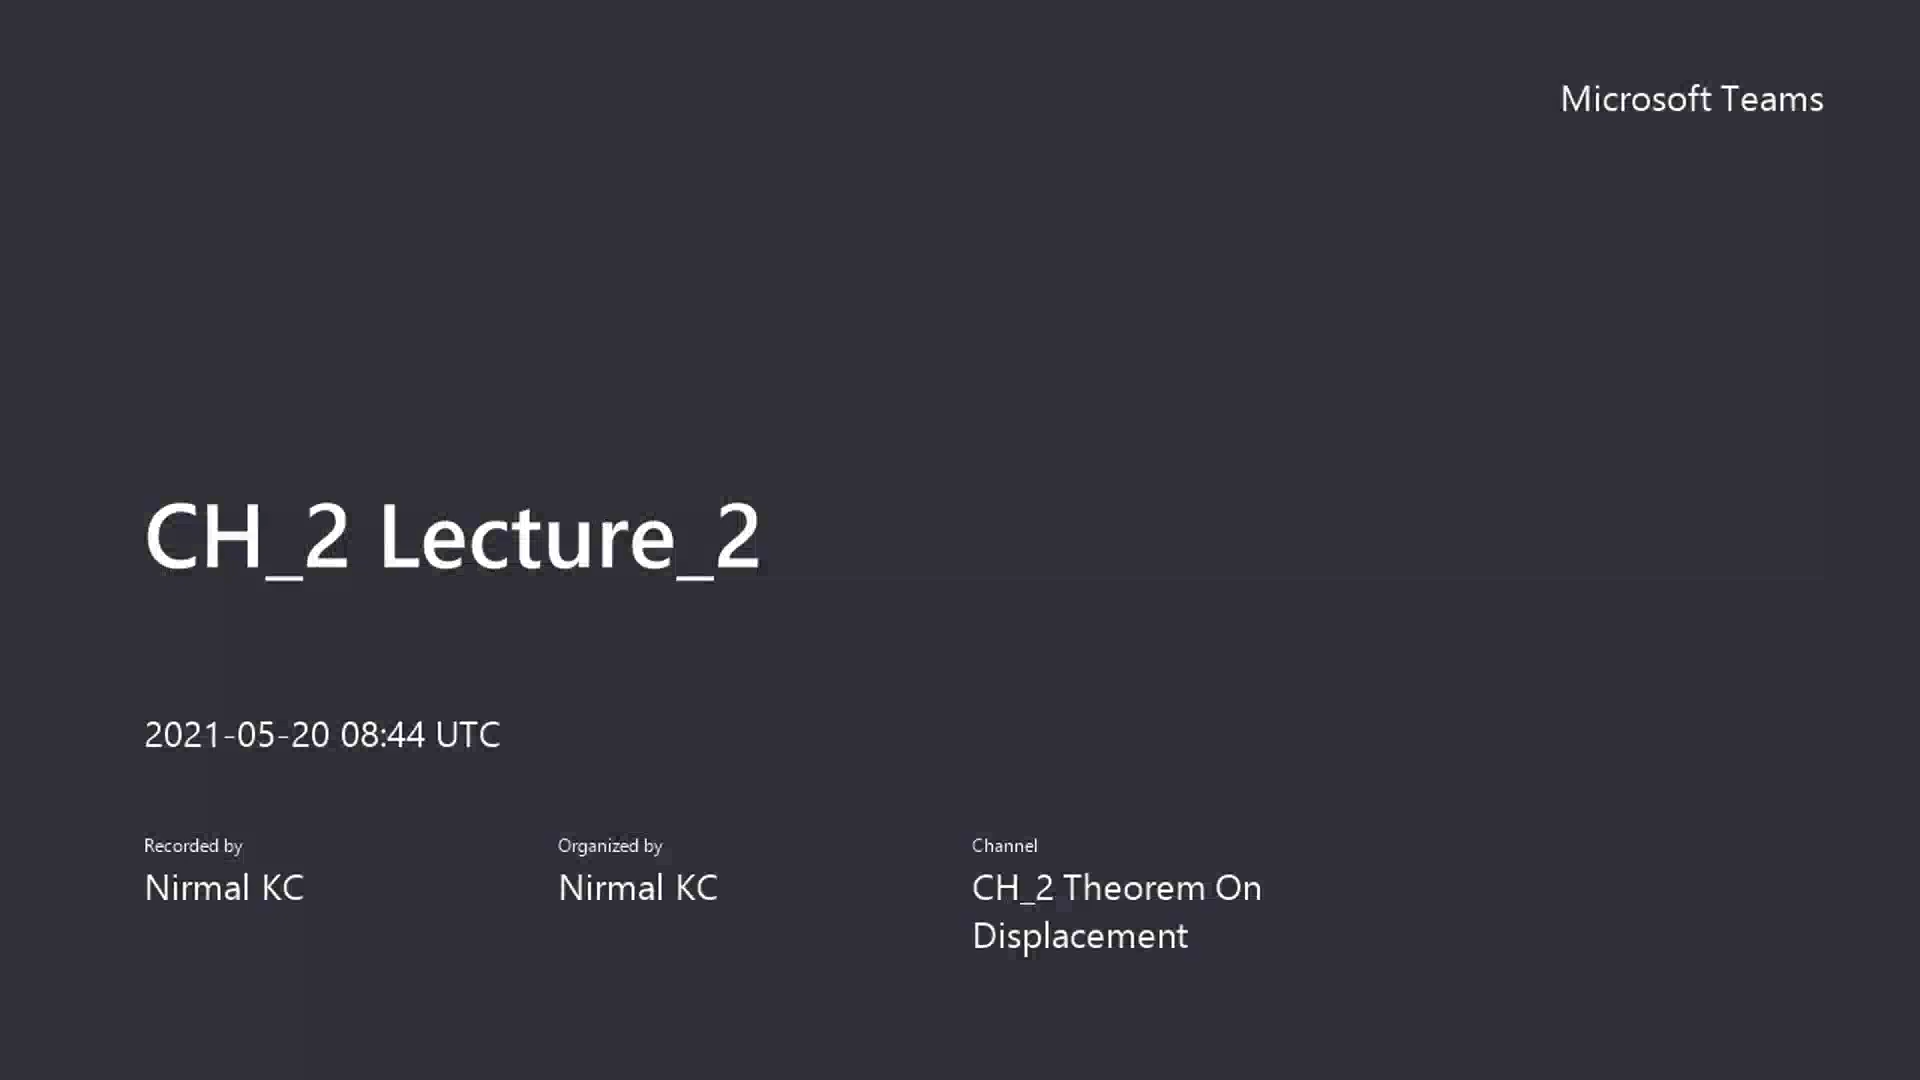 Microsoft Teams
CH_2 Lecture_2
2021-05-20 08:44 UTC
Recorded by
Nirmal KC
Organized by
Nirmal KC
Channel
CH_2 Theorem On
Displacement